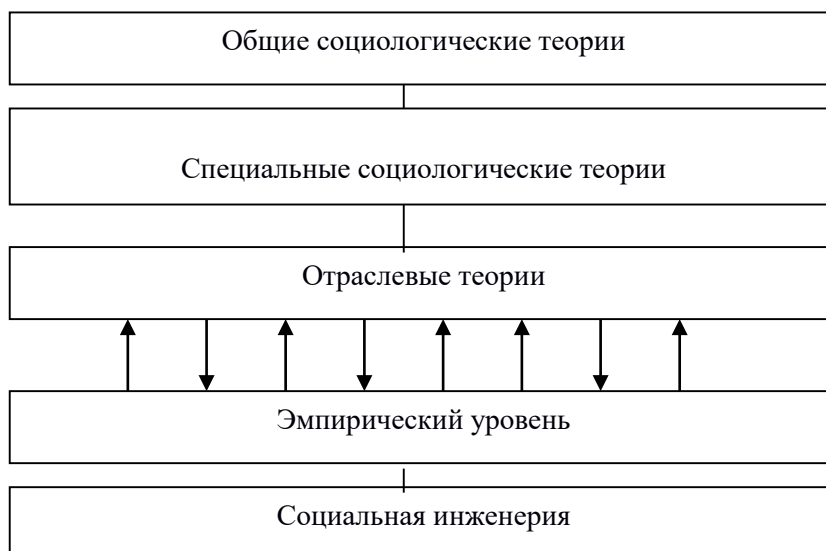 Общие социологические теории
Специальные социологические теории
Отраслевые теории
Эмпирический уровень
Социальная инженерия